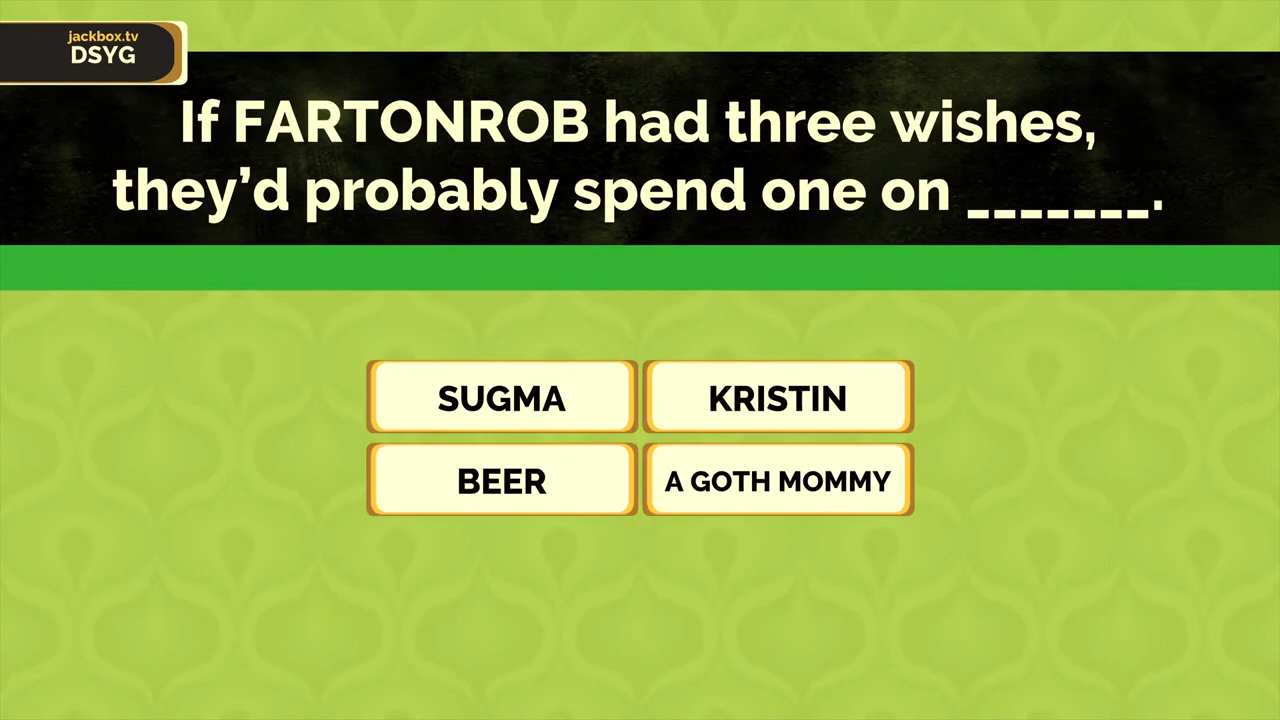 jackbox.tv
DSYG
If FARTONROB had three wishes,
they’d probably spend one on _______.
SUGMA
KRISTIN
BEER
A GOTH MOMMY